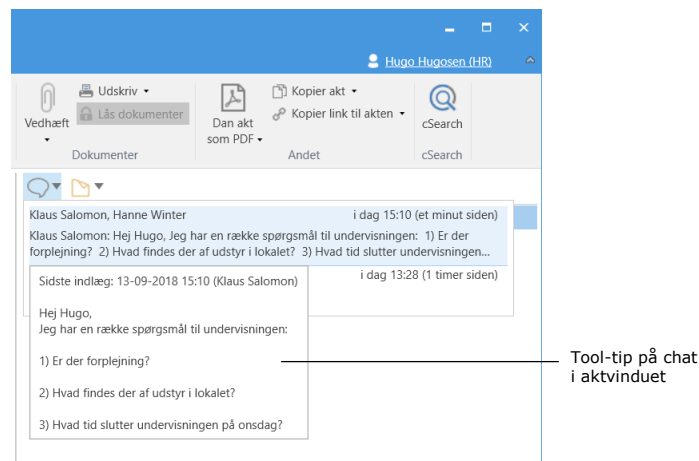 Hugo Hugosen (HR)
Vedhæft
Udskriv
Lås dokumenter
Dokumenter
Dan akt
som PDF
Kopier akt
Kopier link til akten
Andet
cSearch
cSearch
Klaus Salomon, Hanne Winter i dag 15:10 (et minut siden)
Klaus Salomon: Hej Hugo, Jeg har en række spørgsmål til undervisningen: 1) Er der
forplejning? 2) Hvad findes der af udstyr i lokalet? 3) Hvad tid slutter undervisningen...
i dag 13:28 (1 timer siden)
Sidste indlæg: 13-09-2018 15:10 (Klaus Salomon)
Hej Hugo,
Jeg har en række spørgsmål til undervisningen:
1) Er der forplejning?
2) Hvad findes der af udstyr i lokalet?
3) Hvad tid slutter undervisningen på onsdag?
Tool-tip på chat
i aktvinduet